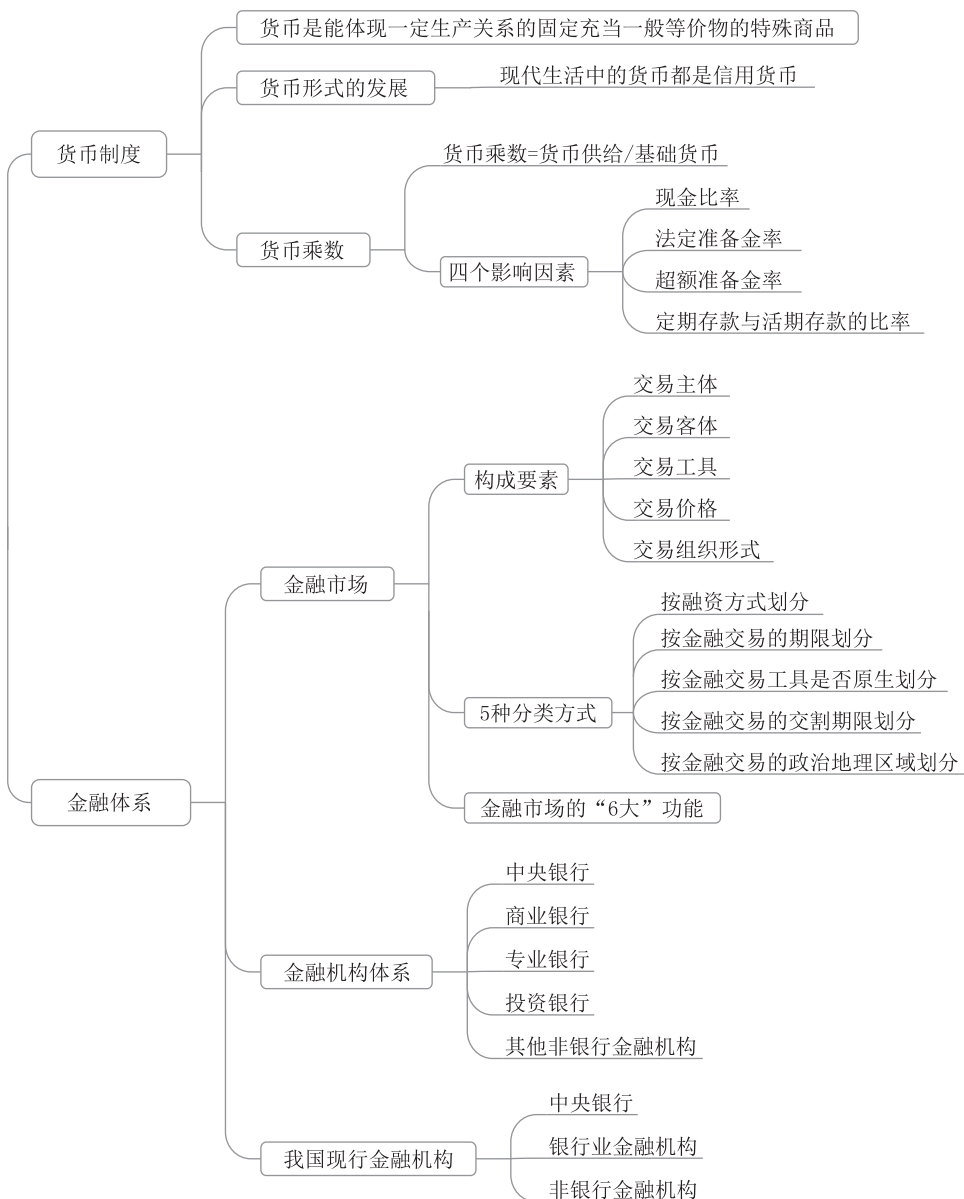 货币是能体现一定生产关系的固定充当一般等价物的特殊商品
货币形式的发展
现代生活中的货币都是信用货币
货币制度
货币乘数=货币供给/基础货币
现金比率
法定准备金率
货币乘数
四个影响因素
超额准备金率
定期存款与活期存款的比率
交易主体
交易客体
构成要素
交易工具
交易价格
交易组织形式
金融市场
按融资方式划分
按金融交易的期限划分
按金融交易工具是否原生划分
5种分类方式
按金融交易的交割期限划分
按金融交易的政治地理区域划分
金融体系
金融市场的“6大”功能
中央银行
商业银行
金融机构体系
专业银行
投资银行
其他非银行金融机构
中央银行
我国现行金融机构
银行业金融机构
非银行金融机构